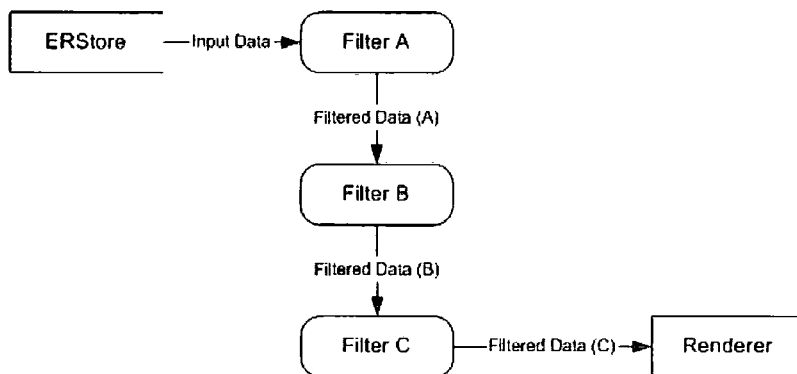 ERStore
Input Data
Filter A
Filtered Data (A)
Filter B
Filtered Data (B)
Filter C
Filtered Data (C)
Renderer